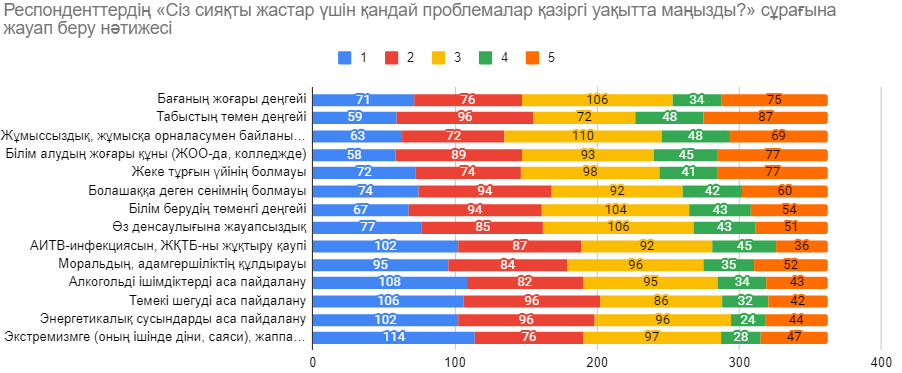 Респонденттердің «Сіз сияқты жастар үшін қандай проблемалар қазіргі уақытта маңызды?» сұрағына
жауап беру нәтижесі
1 2 3 4 5
Бағаның жоғары деңгейі 71 76 106 34 75
Табыстың төмен деңгейі 59 96 72 48 87
Жұмыссыздық, жұмысқа орналасумен байланы... 63 72 110 48 69
Білім алудың жоғары құны (ЖОО-да, колледжде) 58 89 93 45 77
Жеке тұрғын үйінің болмауы 72 74 98 41 77
Болашаққа деген сенімнің болмауы 74 94 92 42 60
Білім берудің төменгі деңгейі 67 94 104 43 54
Өз денсаулығына жауапсыздық 77 85 106 43 51
АИТВ-инфекциясын, ЖҚТБ-ны жұқтыру қаупі 102 87 92 45 36
Моральдың, адамгершіліктің құлдырауы 95 84 96 35 52
Алкогольді ішімдіктерді аса пайдалану 108 82 95 34 43
Темекі шегуді аса пайдалану 106 96 86 32 42
Энергетикалық сусындарды аса пайдалану 102 96 96 24 44
Экстремизмге (оның ішінде діни, саяси), жаппа... 114 76 97 28 47
0 100 200 300 400